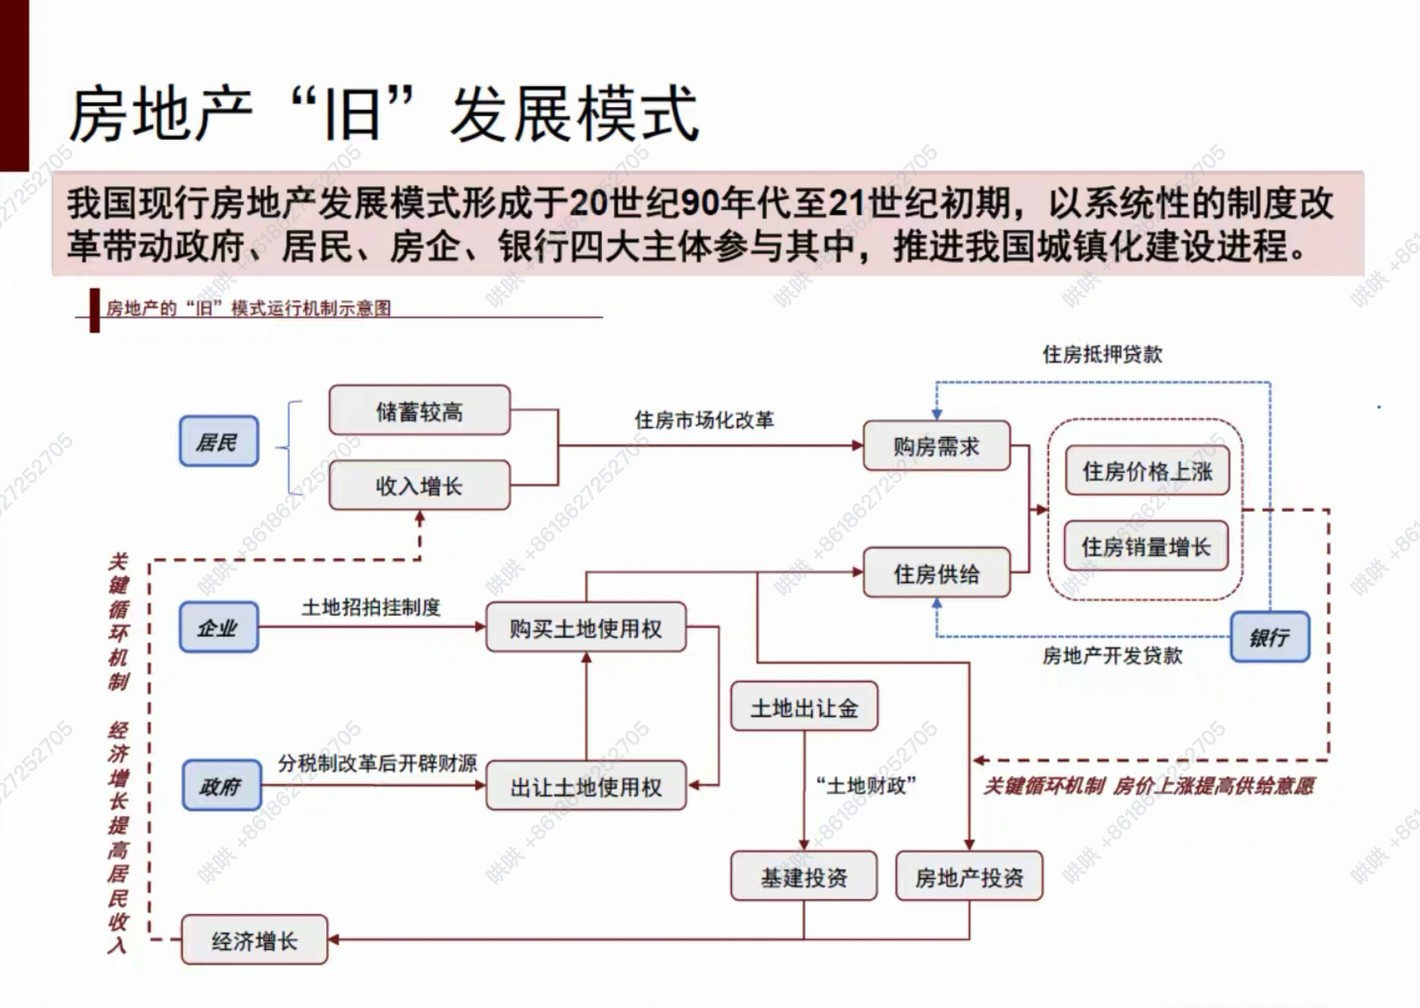 房地产“旧”发展模式
我国现行房地产发展模式形成于20世纪90年代至21世纪初期，以系统性的制度改
革带动政府、居民、房企、银行四大主体参与其中，推进我国城镇化建设进程。
房地产的“旧”模式运行机制示意图
住房抵押贷款
居民
储蓄较高
收入增长
住房市场化改革
购房需求
住房价格上涨
住房销量增长
住房供给
关键循环机制 经济增长提高居民收入
企业
土地招拍挂制度
购买土地使用权
银行
房地产开发贷款
土地出让金
政府
分税制改革后开辟财源
出让土地使用权
“土地财政”
关键循环机制 房价上涨提高供给意愿
基建投资
房地产投资
经济增长
哄哄 +8618627252705